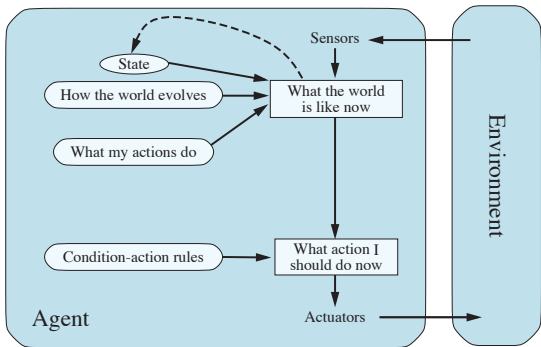 Sensors
State
How the world evolves
What the world
is like now
What my actions do
Condition-action rules
What action I
should do now
Agent
Actuators
Environment